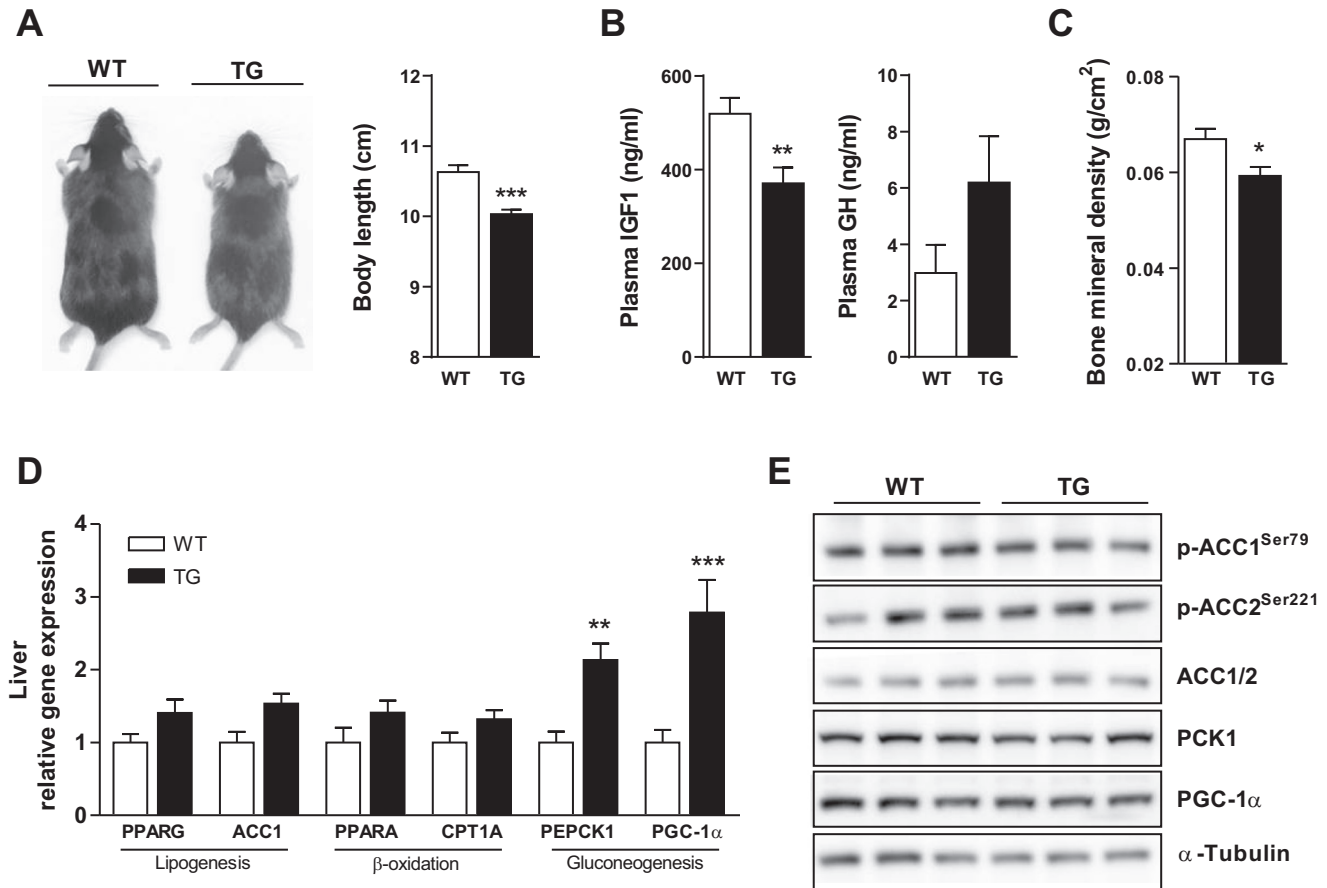 A
WT
TG
Body length (cm)
12
11
10
9
8
***
WT
TG
B
Plasma IGF1 (ng/ml)
600
400
200
0
**
WT
TG
Plasma GH (ng/ml)
10
8
6
4
2
0
WT
TG
C
Bone mineral density (g/cm²)
0.08
0.06
0.04
0.02
*
WT
TG
D
Liver
relative gene expression
4
3
2
1
0
WT
TG
**
***
PPARG
ACC1
PPARA
CPT1A
PEPCK1
PGC-1α
Lipogenesis
β-oxidation
Gluconeogenesis
E
WT
TG
p-ACC1Ser79
p-ACC2Ser221
ACC1/2
PCK1
PGC-1α
α-Tubulin